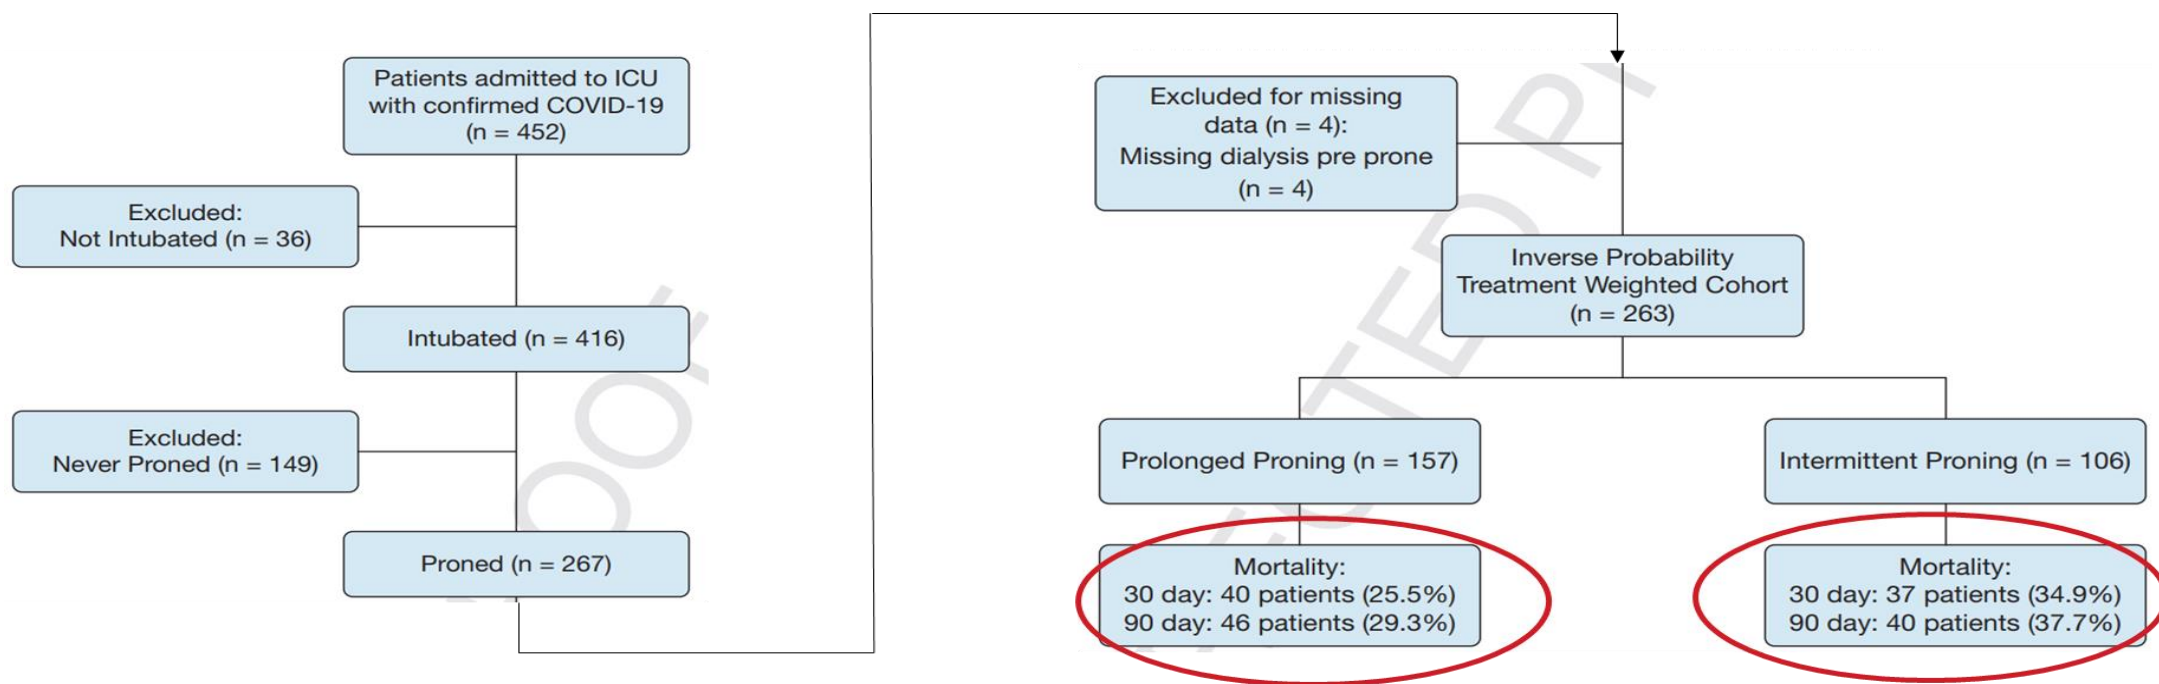 Patients admitted to ICU
with confirmed COVID-19
(n = 452)
Excluded:
Not Intubated (n = 36)
Intubated (n = 416)
Excluded:
Never Proned (n = 149)
Proned (n = 267)
Excluded for missing
data (n = 4):
Missing dialysis pre prone
(n = 4)
Inverse Probability
Treatment Weighted Cohort
(n = 263)
Prolonged Proning (n = 157)
Intermittent Proning (n = 106)
Mortality:
30 day: 40 patients (25.5%)
90 day: 46 patients (29.3%)
Mortality:
30 day: 37 patients (34.9%)
90 day: 40 patients (37.7%)